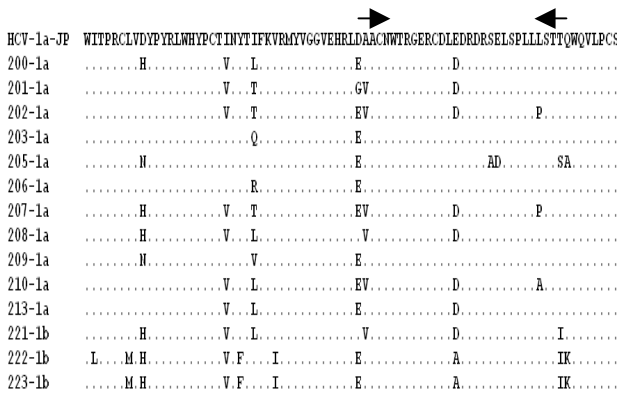 HCV-1a-JP WITPRCLVDYPYRLWHYPCTINYTIFKVRMYVGGVEHRLDAACNWTRGERCDLEDRDRSELSPLLLSTTQWQVLPCS
200-1a ........H...........V...L..............E.............D.......................
201-1a ....................V...T..............GV............D.......................
202-1a ....................V...T..............EV............D...........P...........
203-1a ........................Q..............E.....................................
205-1a ........N..............................E..................AD........SA.......
206-1a ........................R..............E.....................................
207-1a ........H...........V...T..............EV............D...........P...........
208-1a ........H...........V...L...............V............D.......................
209-1a ........N...............V..............E.....................................
210-1a ....................V...L..............EV............D...........A...........
213-1a ....................V...L..............E.............D.......................
221-1b ........H...........V...L...............V............D..............I........
222-1b .L....M.H...........V.F....I...........E.............A..............IK.......
223-1b ......M.H...........V.F....I...........E.............A..............IK.......